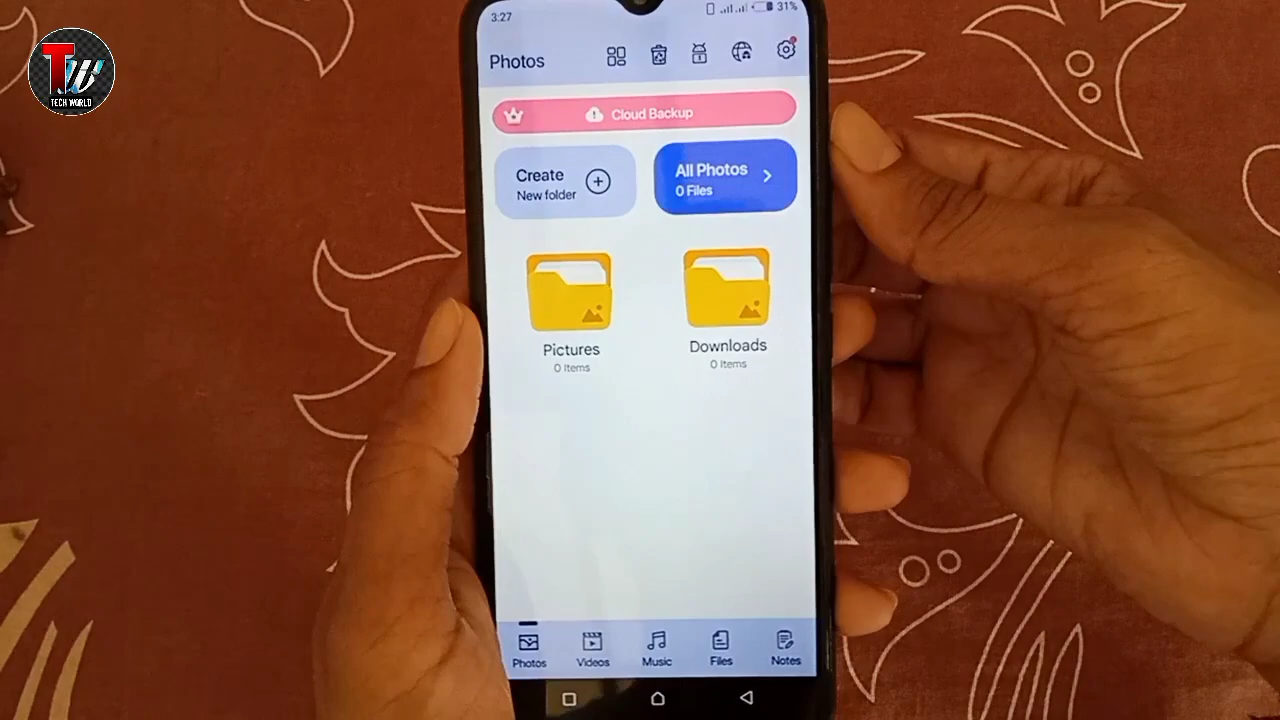 TW
TECH WORLD
3:27
31%
Photos
Cloud Backup
Create
New folder
All Photos
0 Files
Pictures
0 Items
Downloads
0 Items
Photos
Videos
Music
Files
Notes